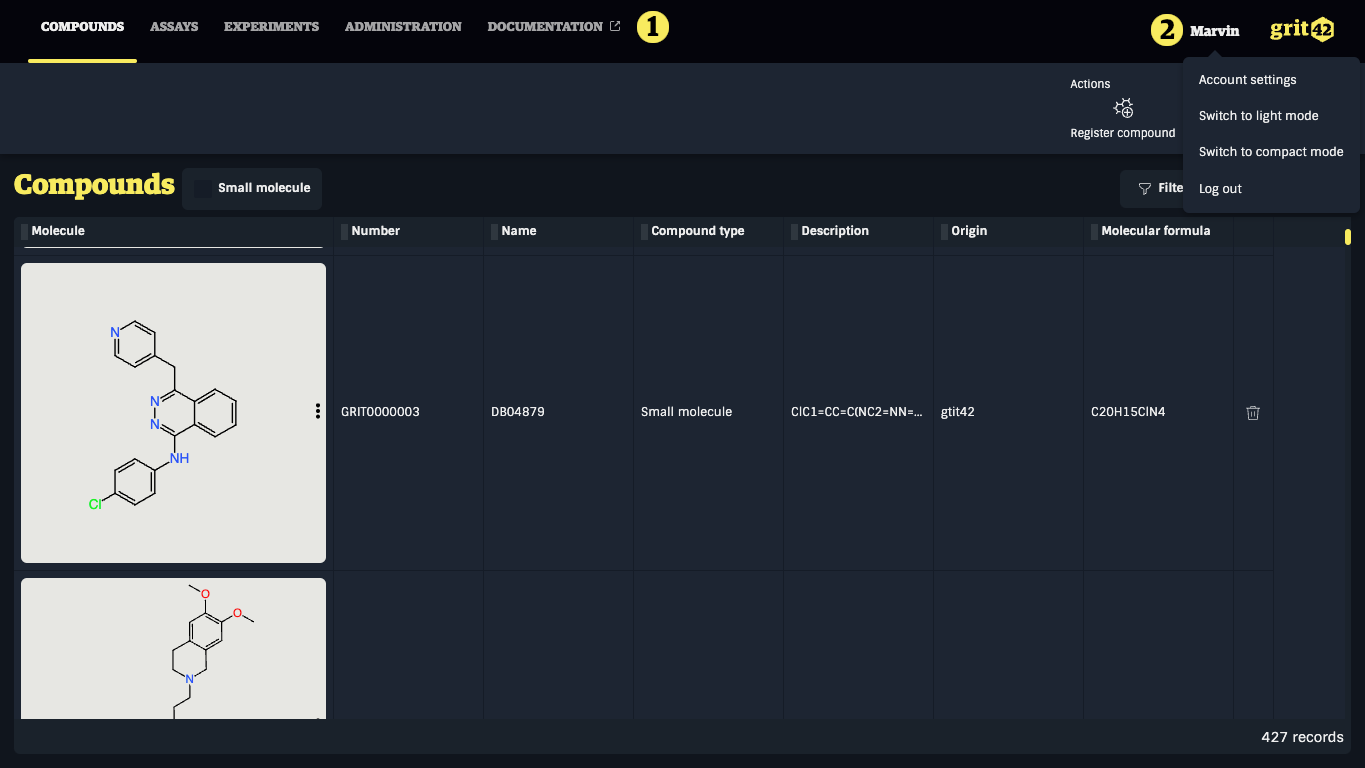 COMPOUNDS ASSAYS EXPERIMENTS ADMINISTRATION DOCUMENTATION 1 2 Marvin grit42
Account settings
Switch to light mode
Switch to compact mode
Log out
Actions
Register compound
Compounds Small molecule Filte
Molecule Number Name Compound type Description Origin Molecular formula
N
N
N
NH
Cl
GRIT0000003 DB04879 Small molecule ClC1=CC=C(NC2=NN=... gtit42 C20H15ClN4
O
O
N
427 records